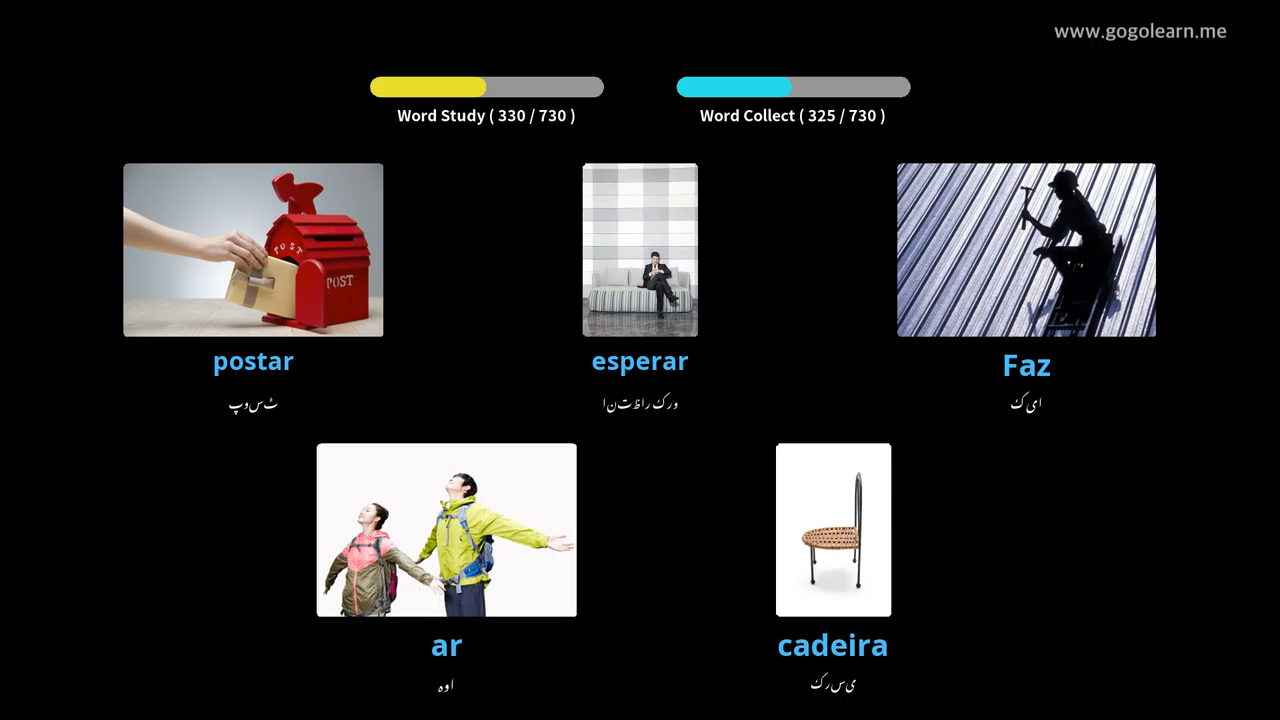 www.gogolearn.me
Word Study ( 330 / 730 )
Word Collect ( 325 / 730 )
postar
ٹسوپ
esperar
ورک راظتنا
Faz
ایک
ar
اوہ
cadeira
یسرک
POST
POST